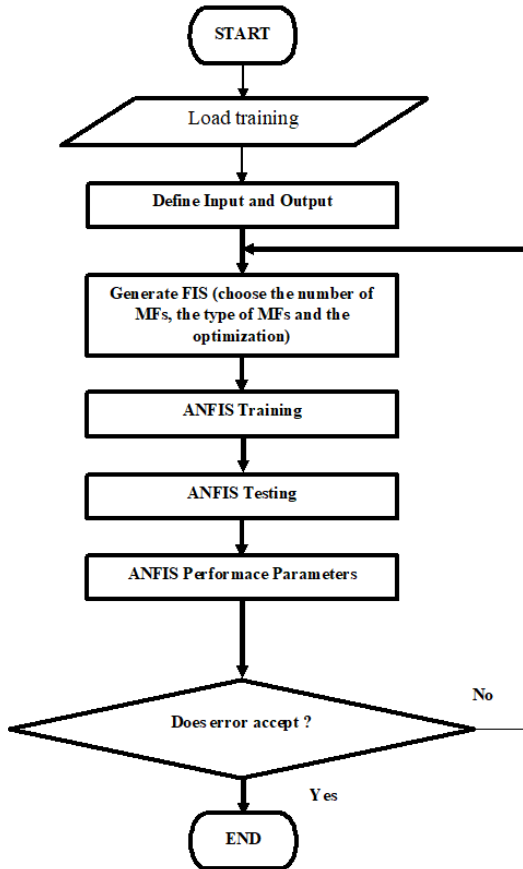 START
Load training
Define Input and Output
Generate FIS (choose the number of
MFs, the type of MFs and the
optimization)
ANFIS Training
ANFIS Testing
ANFIS Performace Parameters
No
Does error accept ?
Yes
END